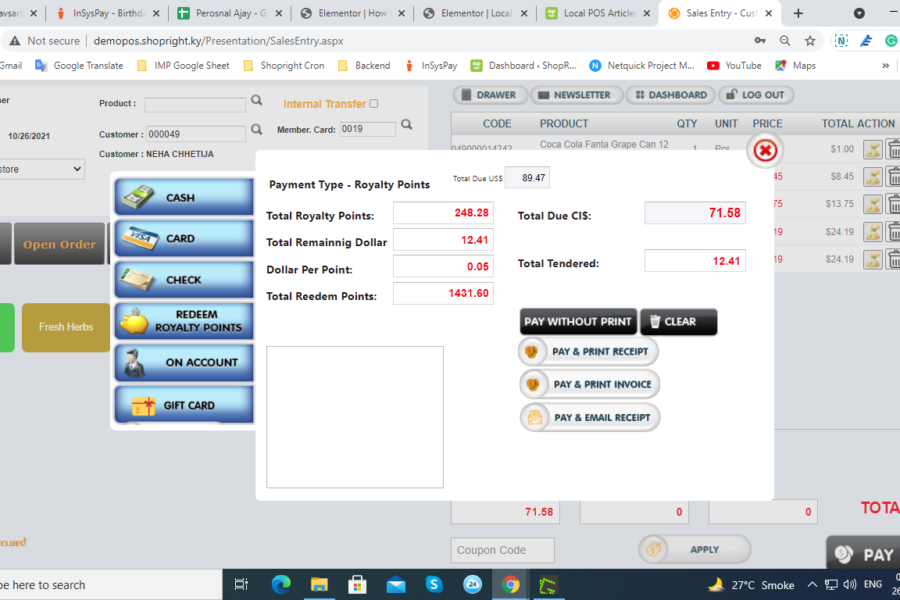 InSysPay - Birthda
Perosnal Ajay - G
Elementor | How
Elementor | Local
Local POS Article
Sales Entry - Cus
Not secure | demopos.shopright.ky/Presentation/SalesEntry.aspx
Gmail Google Translate IMP Google Sheet Shopright Cron Backend InSysPay Dashboard ‹ ShopR... Netquick Project M... YouTube Maps »
Product :
Internal Transfer
DRAWER NEWSLETTER DASHBOARD LOG OUT
10/26/2021
Customer : 000049
Member. Card: 0019
CODE PRODUCT QTY UNIT PRICE TOTAL ACTION
Customer : NEHA CHHETIJA
049000014242 Coca Cola Fanta Grape Can 12 1 Pcs $1.00
store
Payment Type - Royalty Points
Total Due US$ 89.47
45 $8.45
CASH
Total Royalty Points: 248.28
Total Due CI$: 71.58
75 $13.75
Open Order
CARD
Total Remainnig Dollar 12.41
19 $24.19
Dollar Per Point: 0.05
Total Tendered: 12.41
19 $24.19
CHECK
Total Reedem Points: 1431.60
Fresh Herbs
REDEEM
ROYALTY POINTS
PAY WITHOUT PRINT CLEAR
ON ACCOUNT
PAY & PRINT RECEIPT
PAY & PRINT INVOICE
GIFT CARD
PAY & EMAIL RECEIPT
71.58 0 0 TOTA
Coupon Code APPLY PAY
pe here to search
24
27°C Smoke ENG